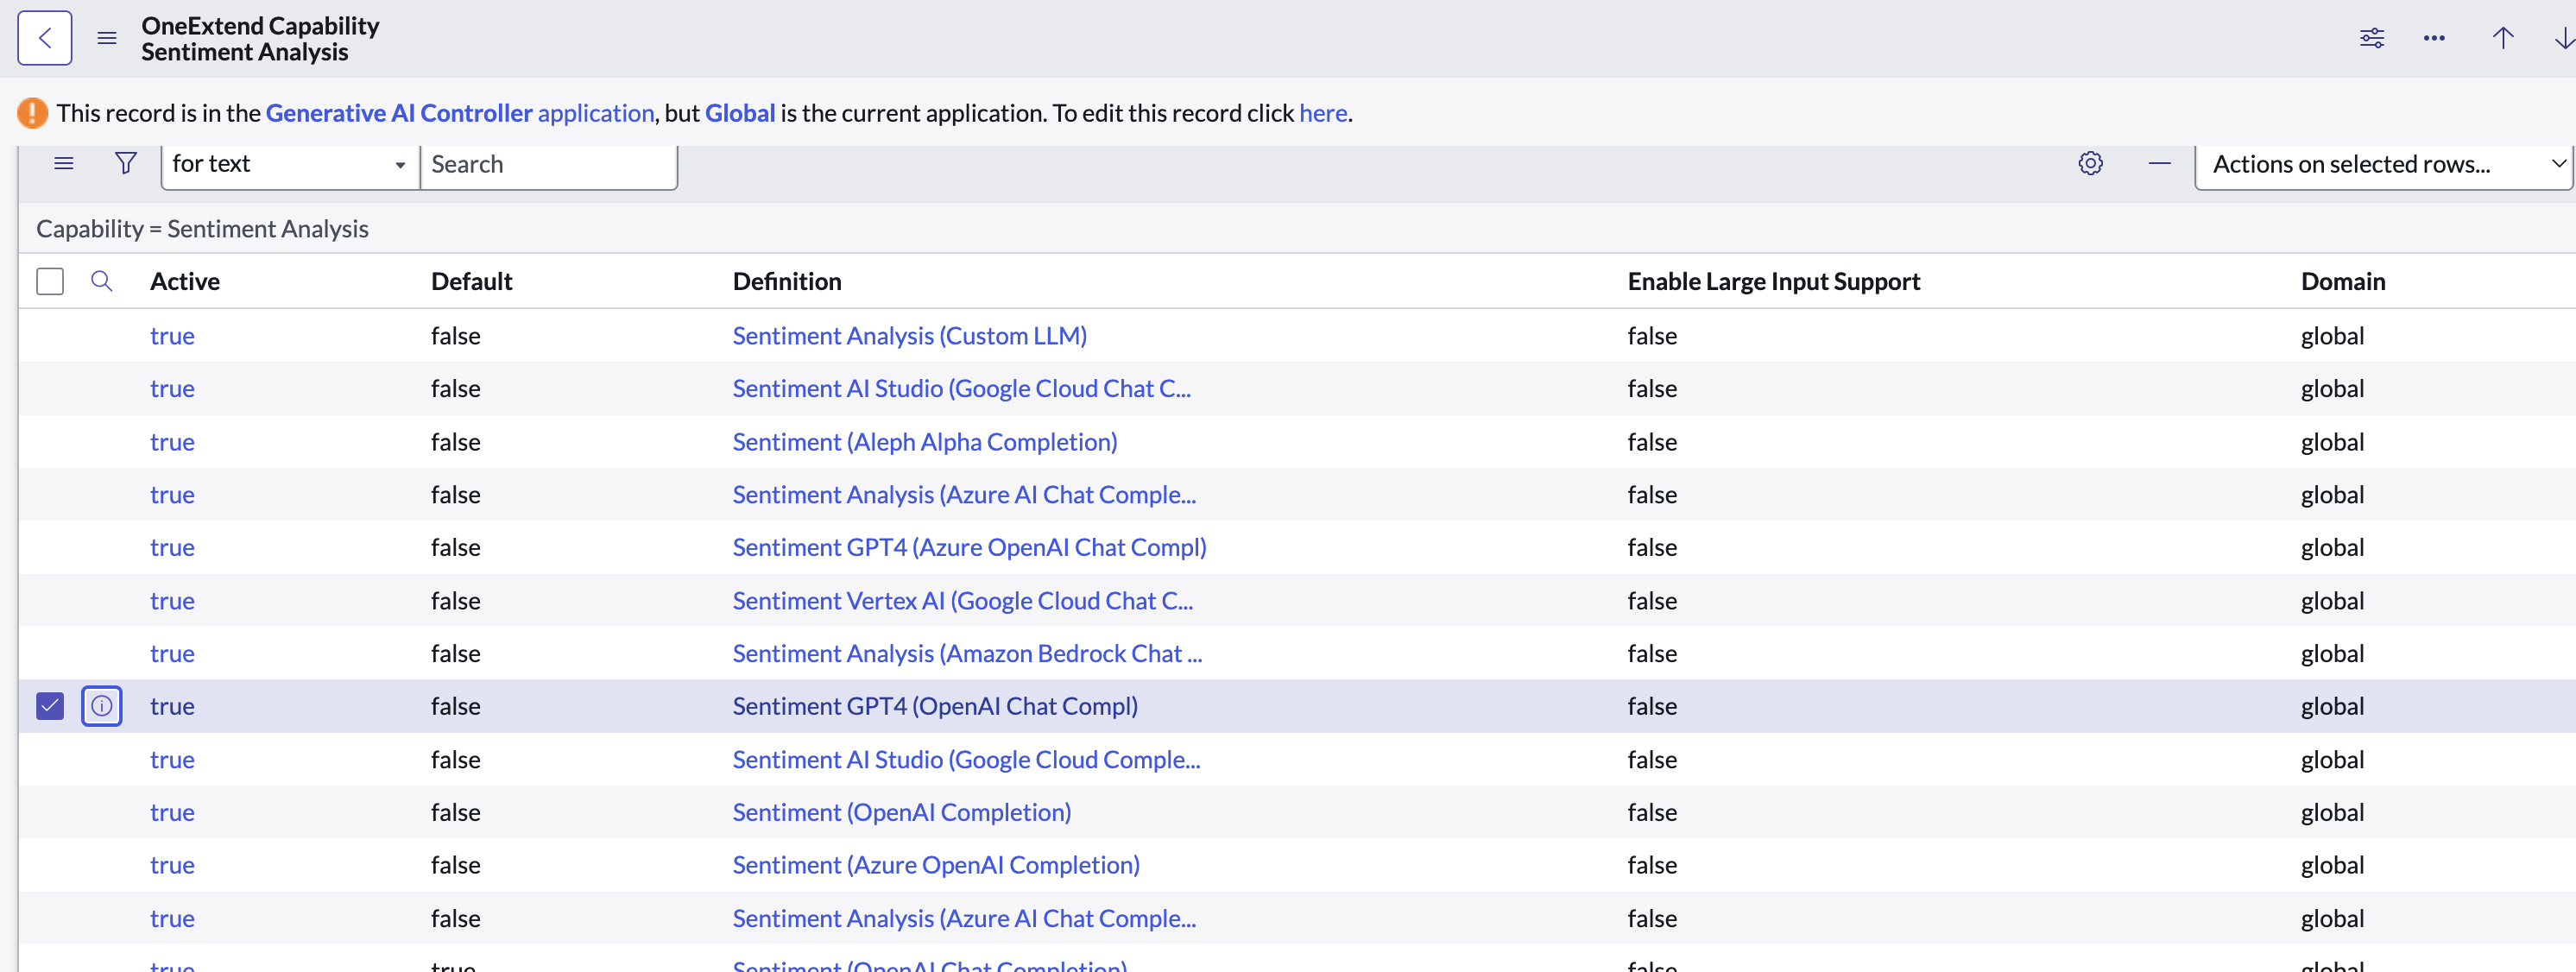 OneExtend Capability
Sentiment Analysis
This record is in the Generative AI Controller application, but Global is the current application. To edit this record click here.
for text Search Actions on selected rows...
Capability = Sentiment Analysis
Active Default Definition Enable Large Input Support Domain
true false Sentiment Analysis (Custom LLM) false global
true false Sentiment AI Studio (Google Cloud Chat C... false global
true false Sentiment (Aleph Alpha Completion) false global
true false Sentiment Analysis (Azure AI Chat Comple... false global
true false Sentiment GPT4 (Azure OpenAI Chat Compl) false global
true false Sentiment Vertex AI (Google Cloud Chat C... false global
true false Sentiment Analysis (Amazon Bedrock Chat ... false global
true false Sentiment GPT4 (OpenAI Chat Compl) false global
true false Sentiment AI Studio (Google Cloud Comple... false global
true false Sentiment (OpenAI Completion) false global
true false Sentiment (Azure OpenAI Completion) false global
true false Sentiment Analysis (Azure AI Chat Comple... false global
true true Sentiment (OpenAI Chat Completion) false global